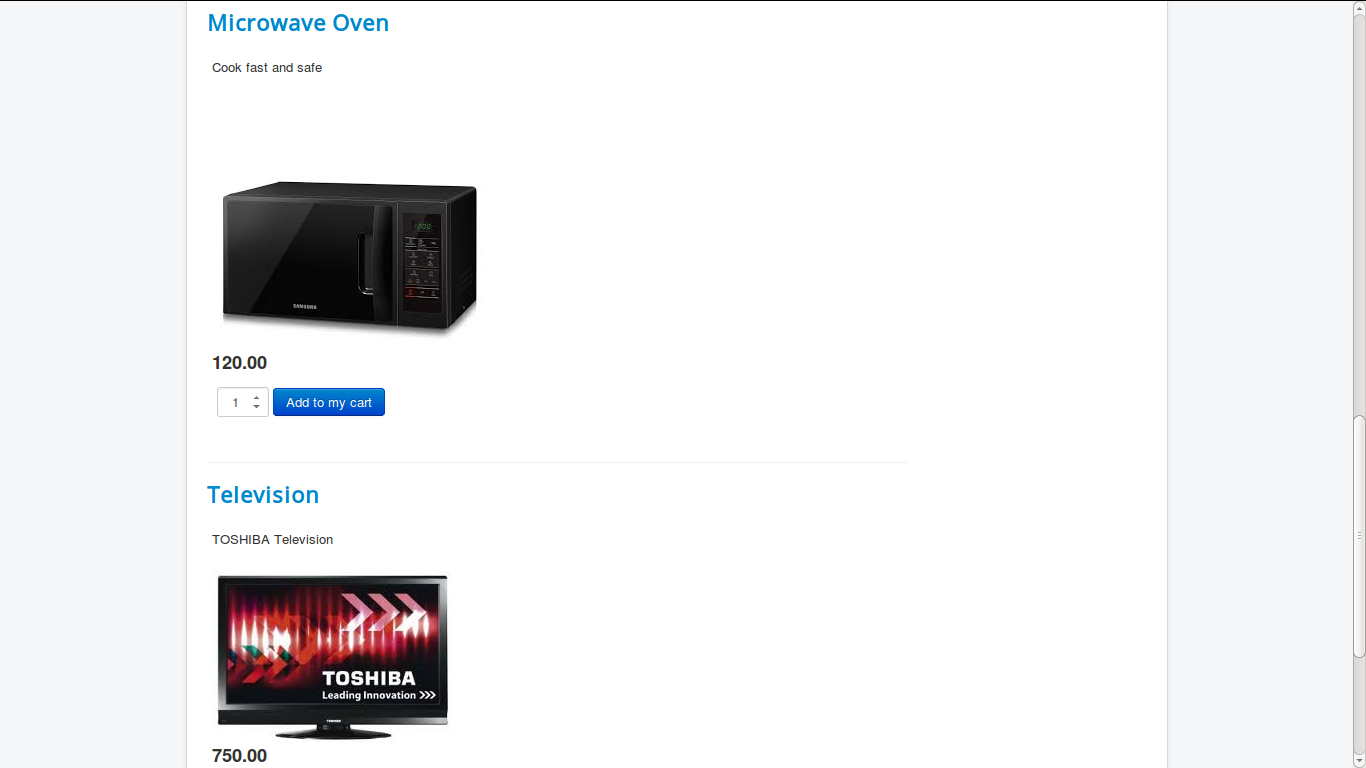 Microwave Oven
Cook fast and safe
SAMSUNG
120.00
1
Add to my cart
Television
TOSHIBA Television
TOSHIBA
Leading Innovation >>>
TOSHIBA
750.00